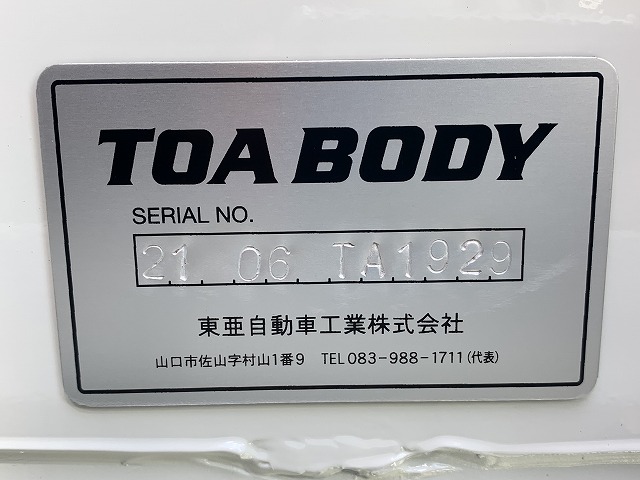 TOA BODY
SERIAL NO.
21 06 TA1929
東亜自動車工業株式会社
山口市佐山字村山1番9 TEL 083-988-1711(代表)